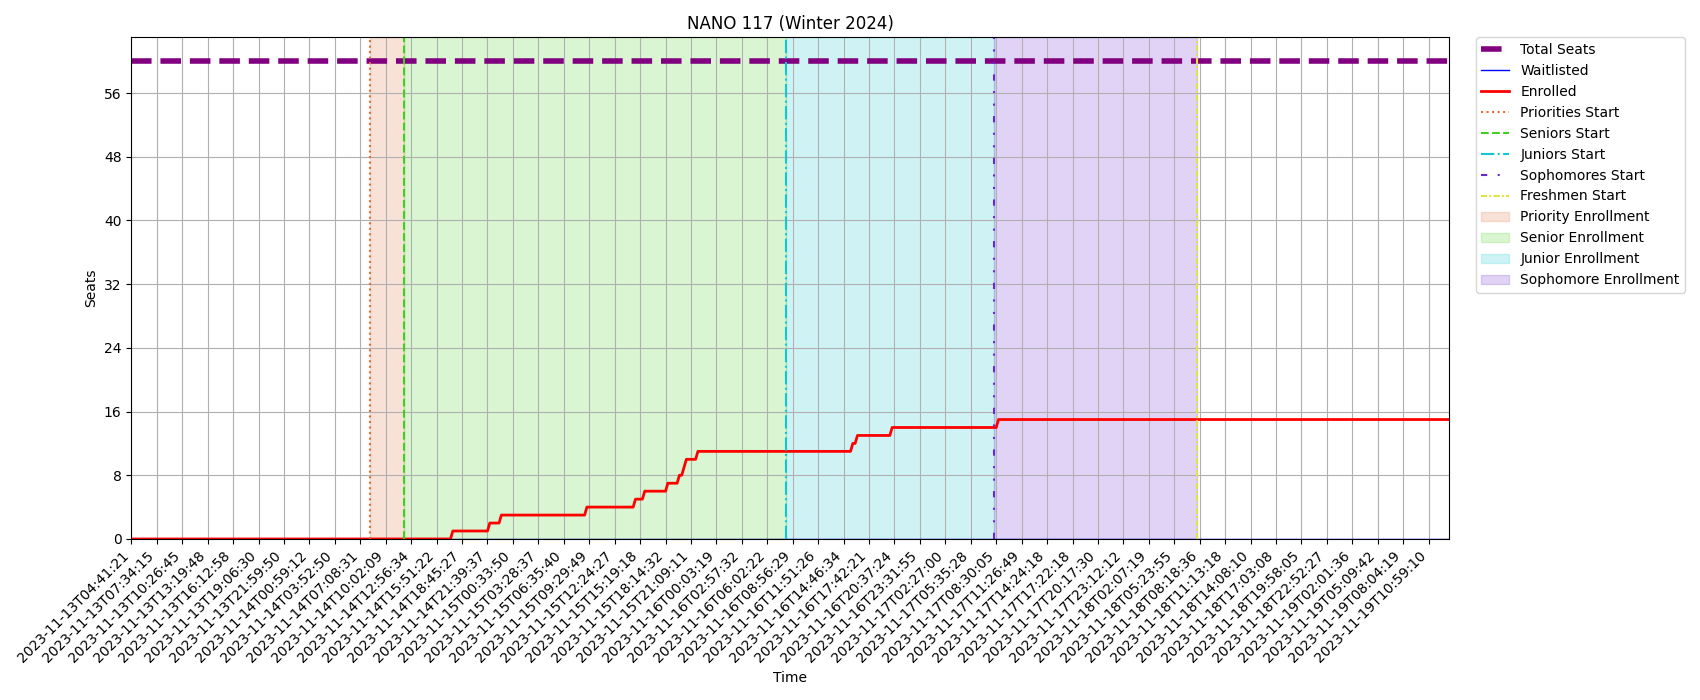 NANO 117 (Winter 2024)
Total Seats
Waitlisted
Enrolled
Priorities Start
Seniors Start
Juniors Start
Sophomores Start
Freshmen Start
Priority Enrollment
Senior Enrollment
Junior Enrollment
Sophomore Enrollment
Seats
56
48
40
32
24
16
8
0
2023-11-13T04:41:21
2023-11-13T07:34:15
2023-11-13T10:26:45
2023-11-13T13:19:48
2023-11-13T16:12:58
2023-11-13T19:06:30
2023-11-13T21:59:50
2023-11-14T00:59:12
2023-11-14T03:52:50
2023-11-14T07:08:31
2023-11-14T10:02:09
2023-11-14T12:56:34
2023-11-14T15:51:22
2023-11-14T18:45:27
2023-11-14T21:39:37
2023-11-15T00:33:50
2023-11-15T03:28:37
2023-11-15T06:35:40
2023-11-15T09:29:49
2023-11-15T12:24:27
2023-11-15T15:19:18
2023-11-15T18:14:32
2023-11-15T21:09:11
2023-11-16T00:03:19
2023-11-16T02:57:32
2023-11-16T06:02:22
2023-11-16T08:56:29
2023-11-16T11:51:26
2023-11-16T14:46:34
2023-11-16T17:42:21
2023-11-16T20:37:24
2023-11-16T23:31:55
2023-11-17T02:27:00
2023-11-17T05:35:28
2023-11-17T08:30:05
2023-11-17T11:26:49
2023-11-17T14:24:18
2023-11-17T17:22:18
2023-11-17T20:17:30
2023-11-17T23:12:12
2023-11-18T02:07:19
2023-11-18T05:23:55
2023-11-18T08:18:36
2023-11-18T11:13:18
2023-11-18T14:08:10
2023-11-18T17:03:08
2023-11-18T19:58:05
2023-11-18T22:52:27
2023-11-19T02:01:36
2023-11-19T05:09:42
2023-11-19T08:04:19
2023-11-19T10:59:10
Time